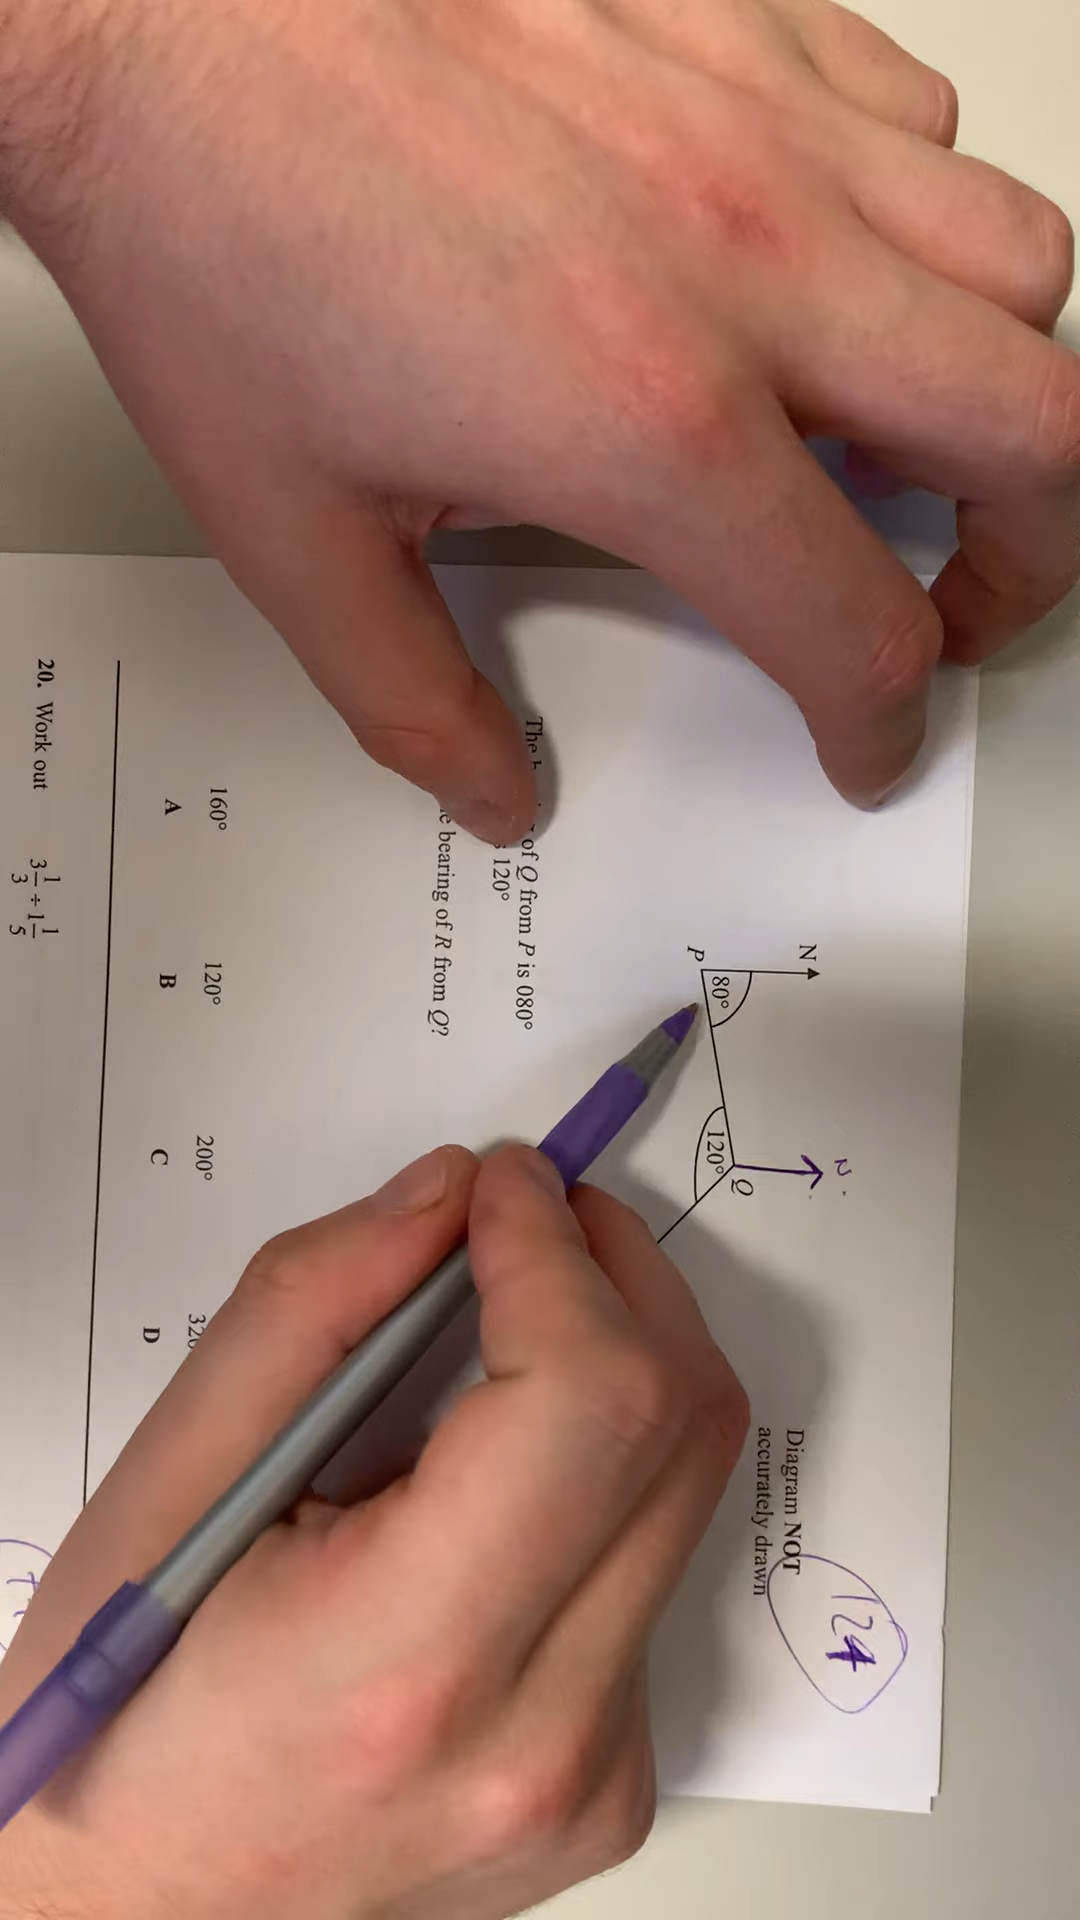 124
Diagram NOT
accurately drawn
N
N
80°
P
120°
Q
The of Q from P is 080°
120°
bearing of R from Q?
160° 120° 200°
A B C D
20. Work out 3 1/3 ÷ 1 1/5